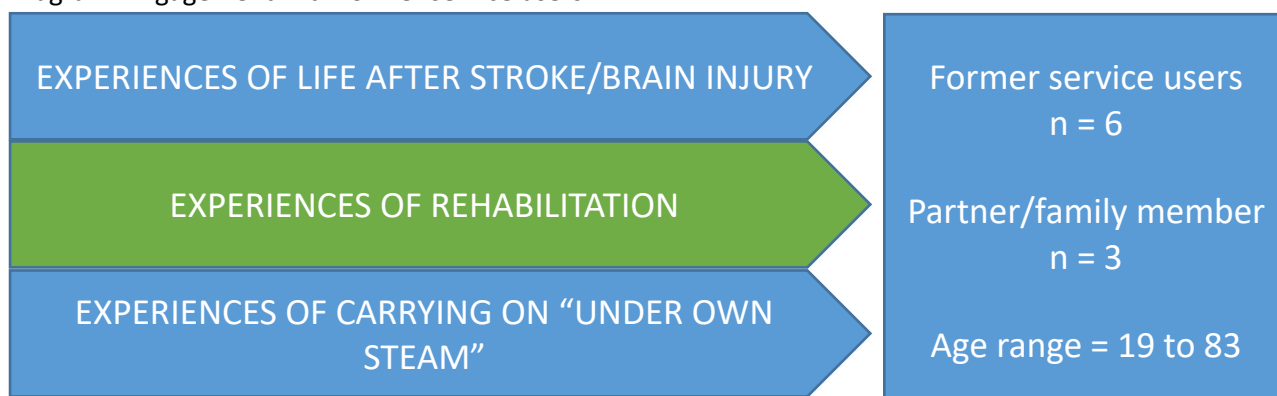 EXPERIENCES OF LIFE AFTER STROKE/BRAIN INJURY
EXPERIENCES OF REHABILITATION
EXPERIENCES OF CARRYING ON “UNDER OWN
STEAM”
Former service users
n = 6
Partner/family member
n = 3
Age range = 19 to 83